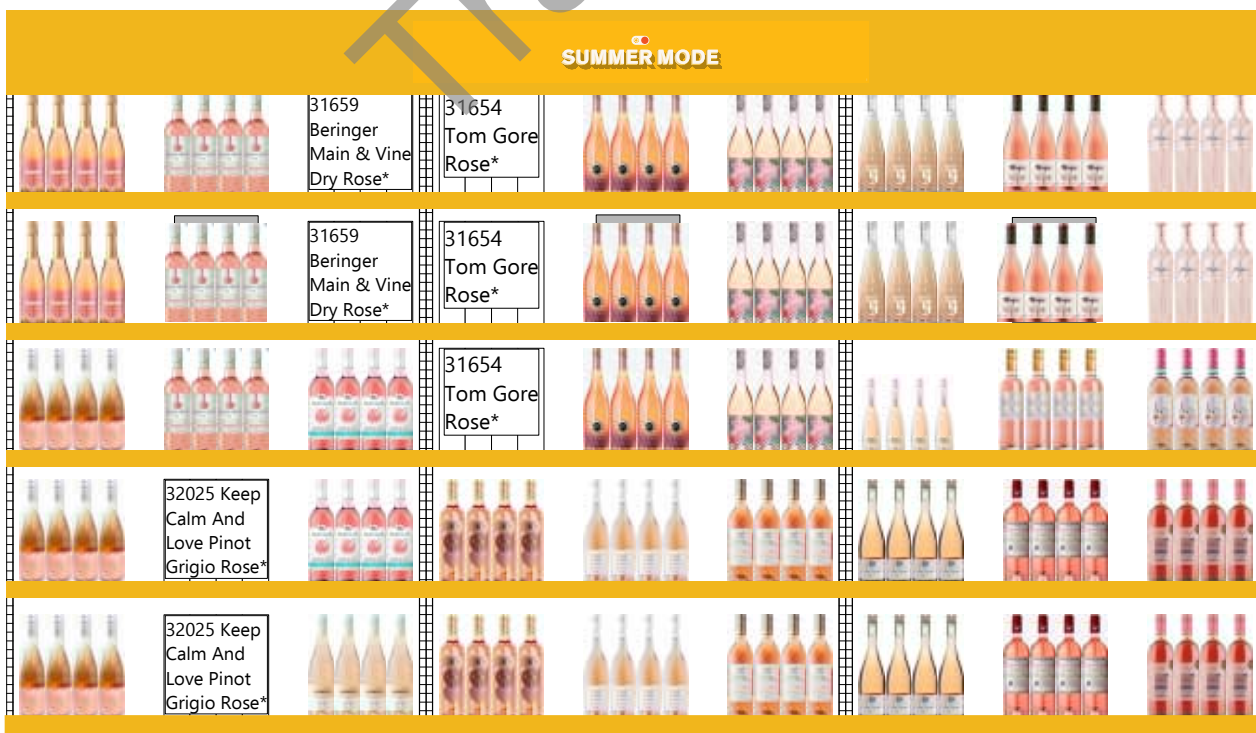 SUMMER MODE
31659
Beringer
Main & Vine
Dry Rose*
31654
Tom Gore
Rose*
31659
Beringer
Main & Vine
Dry Rose*
31654
Tom Gore
Rose*
31654
Tom Gore
Rose*
32025 Keep
Calm And
Love Pinot
Grigio Rose*
32025 Keep
Calm And
Love Pinot
Grigio Rose*